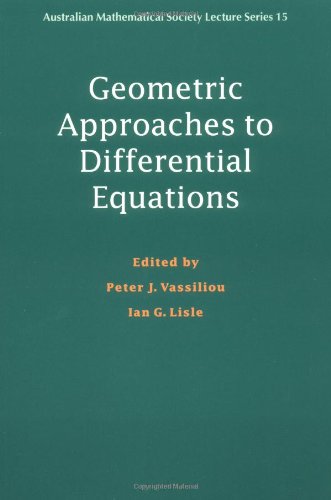 Australian Mathematical Society Lecture Series 15
Geometric
Approaches to
Differential
Equations
Edited by
Peter J. Vassiliou
Ian G. Lisle